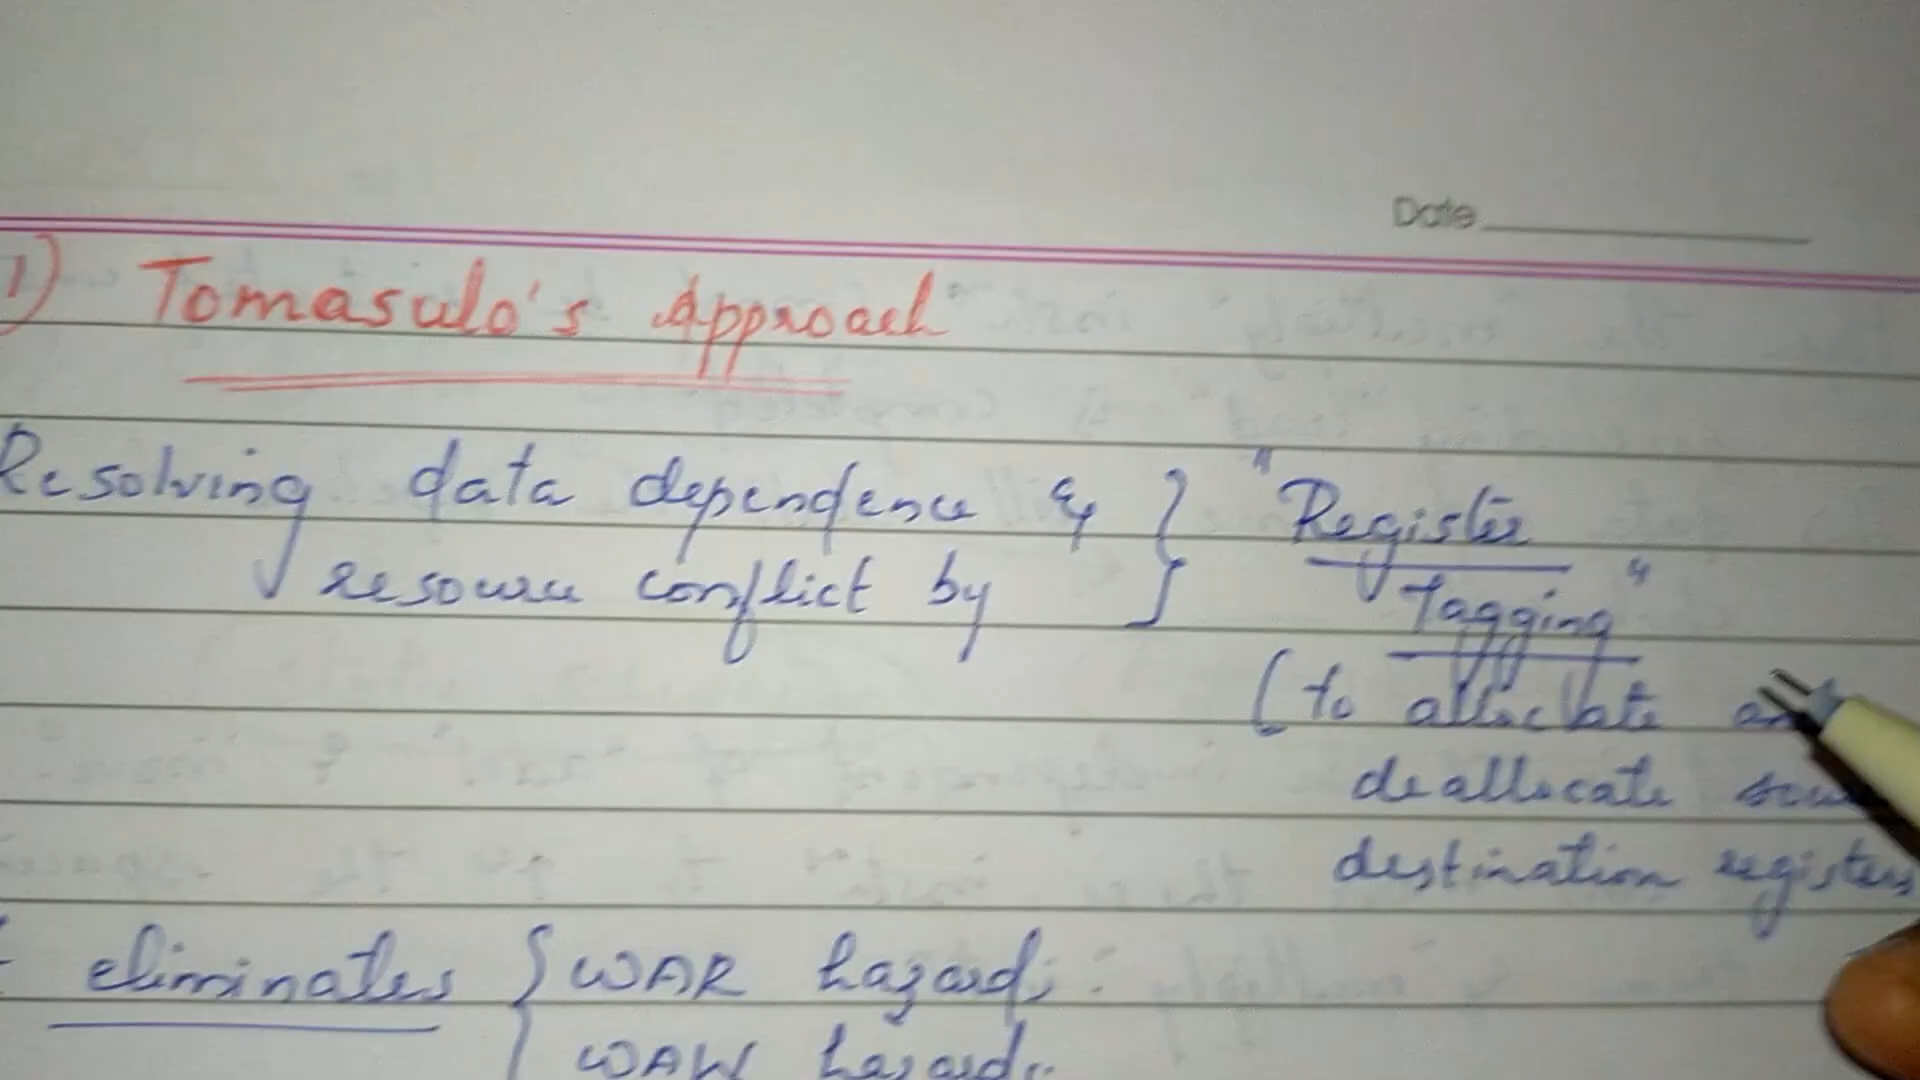 Date
1) Tomasulo's Approach
Resolving data dependence & } "Register
resource conflict by } Tagging"
(to allocate
deallocate
destination registers
eliminates { WAR hazard;
WAW hazard;